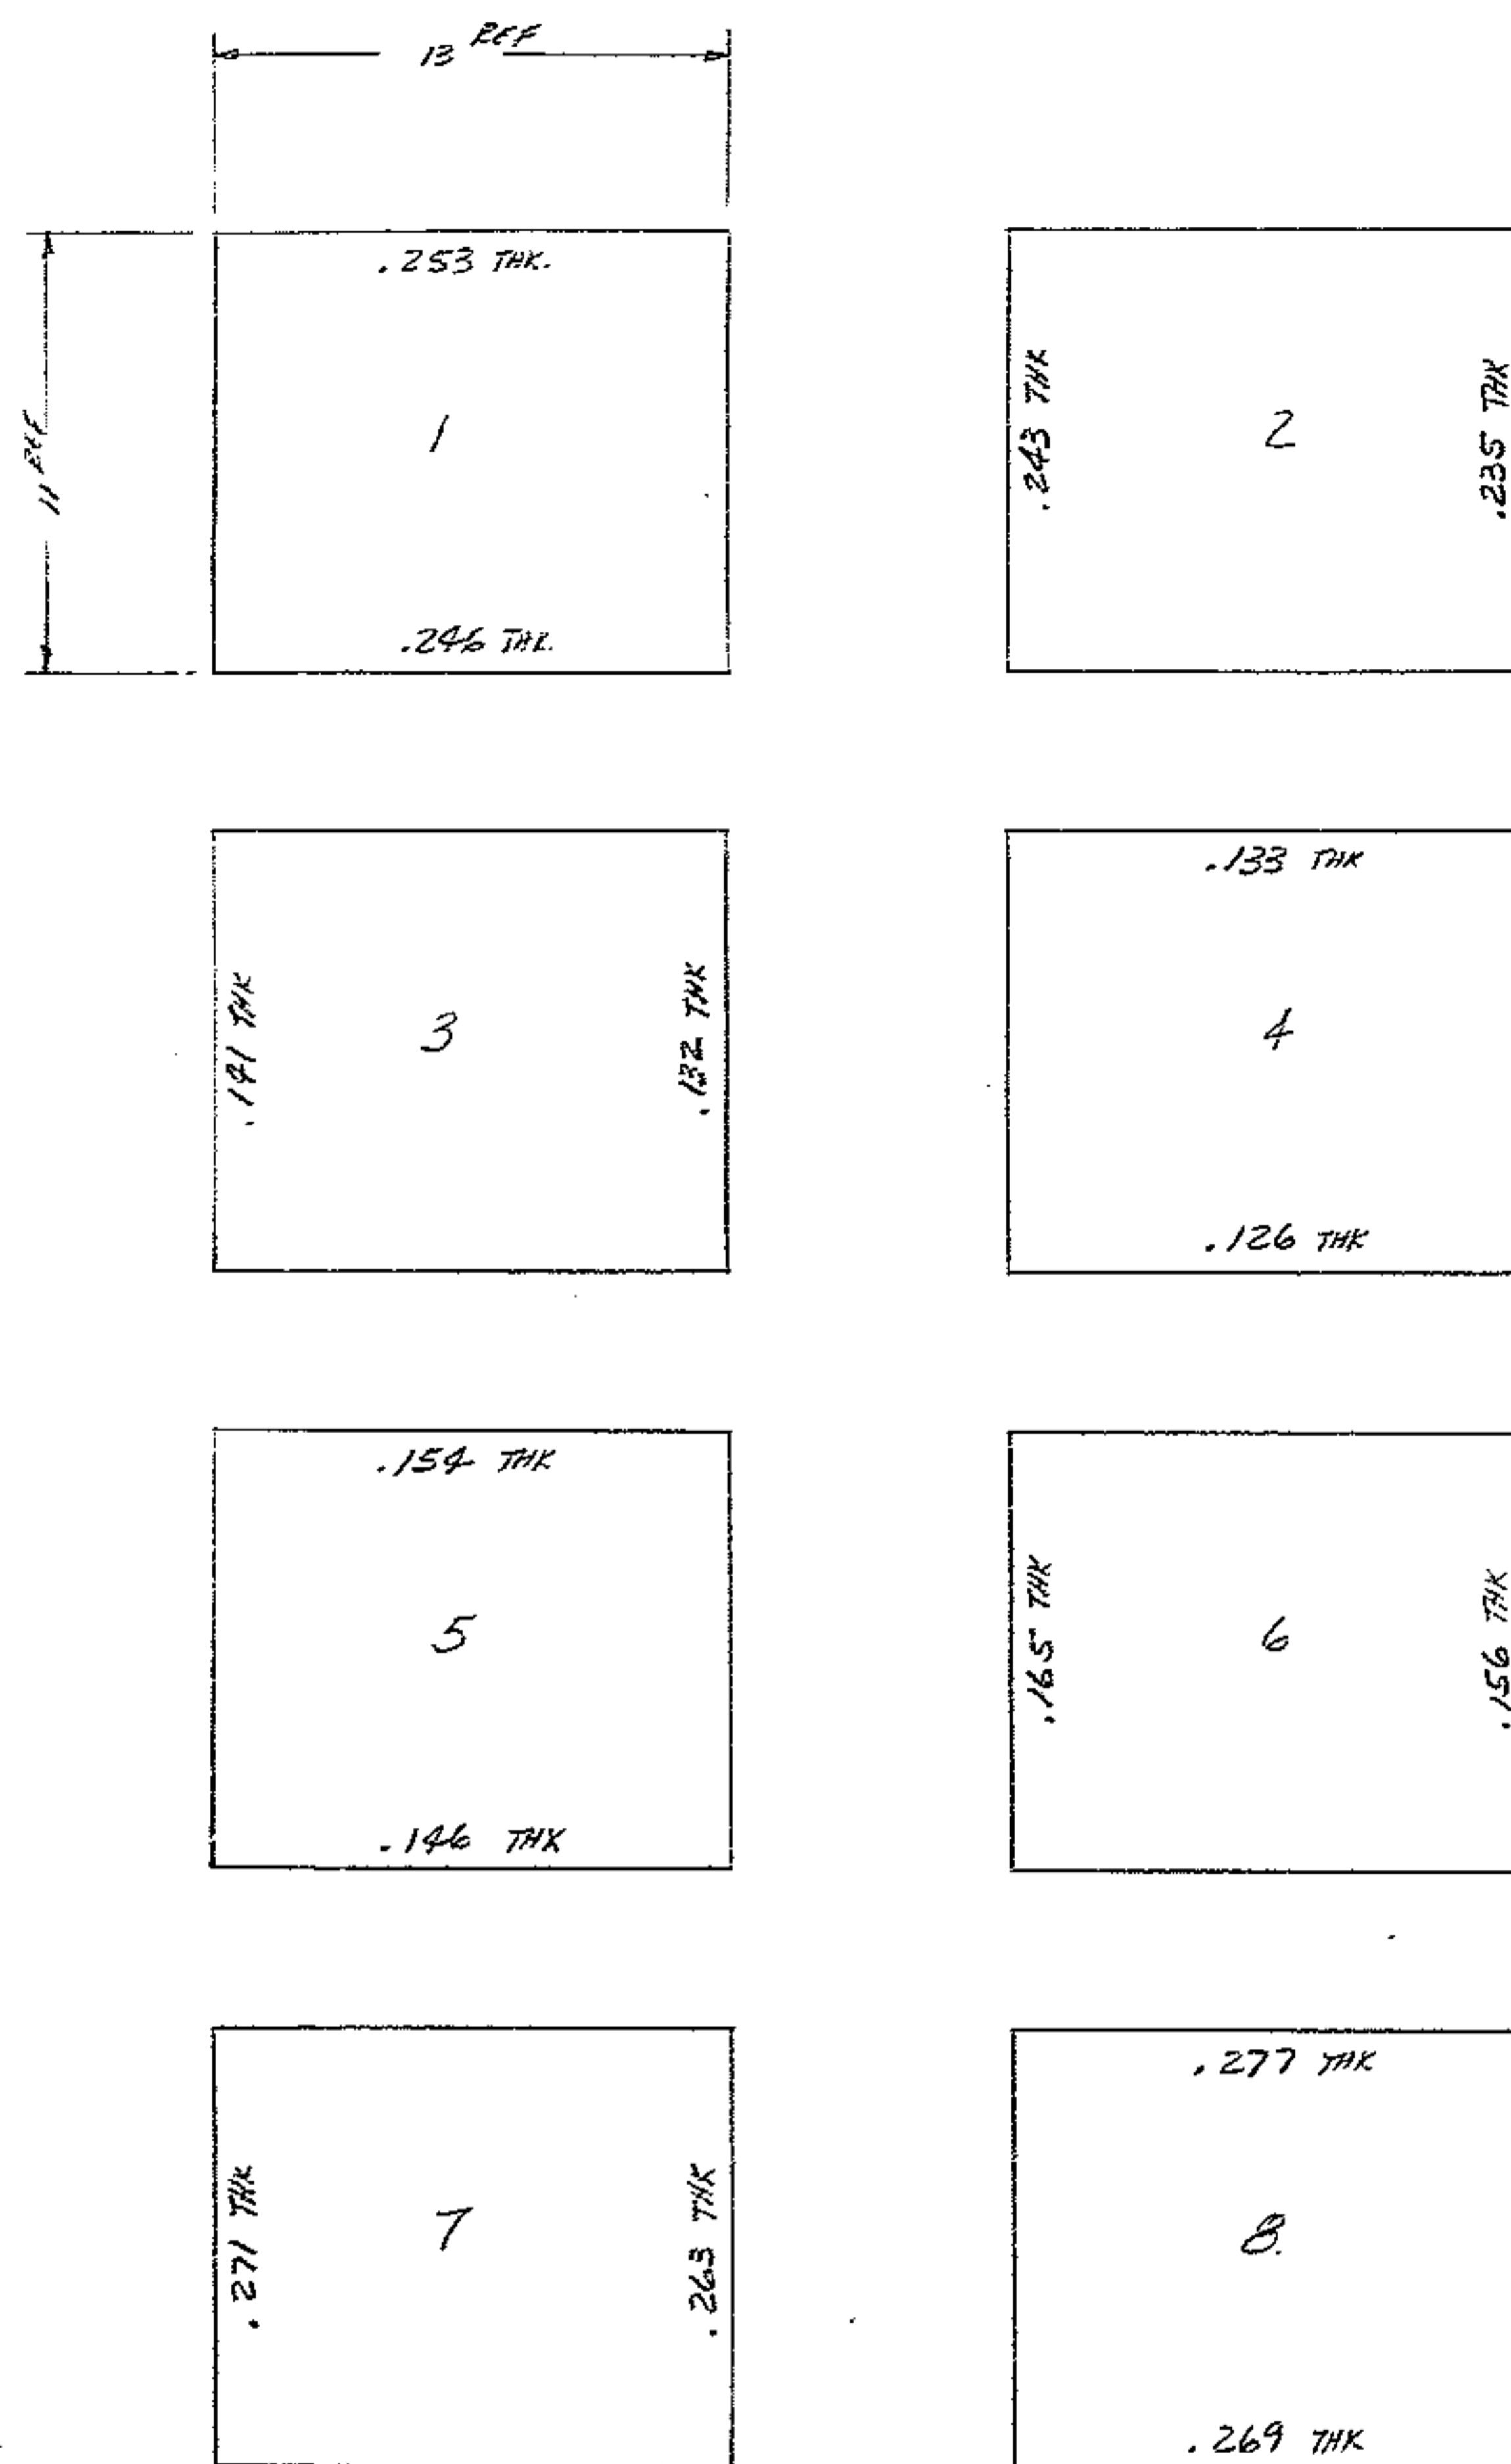 13 REF
11 REF
.253 THK.
1
.246 THK.
.243 THK
2
.235 THK
.141 THK
3
.132 THK
.133 THK
4
.126 THK
.154 THK
5
.146 THK
.165 THK
6
.156 THK
.271 THK
7
.263 THK
.277 THK
8
.269 THK